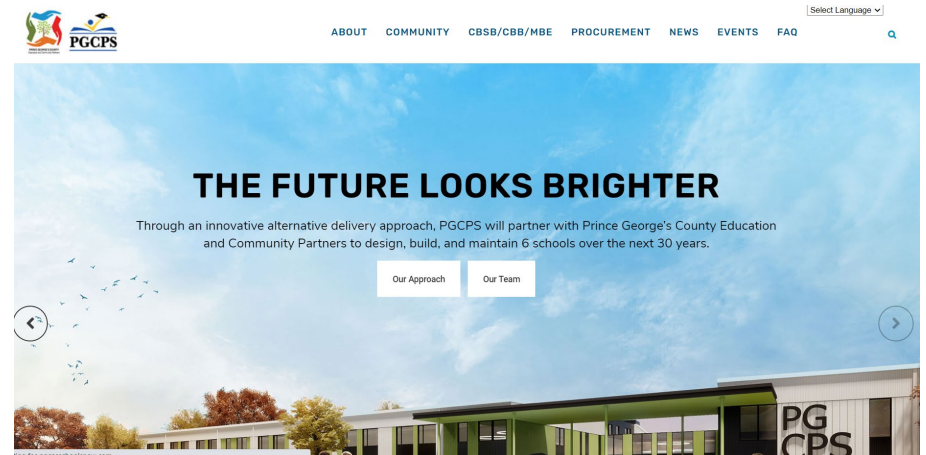 Select Language
PGCPS
ABOUT COMMUNITY CBSB/CBB/MBE PROCUREMENT NEWS EVENTS FAQ
THE FUTURE LOOKS BRIGHTER
Through an innovative alternative delivery approach, PGCPS will partner with Prince George's County Education
and Community Partners to design, build, and maintain 6 schools over the next 30 years.
Our Approach Our Team
PG
CPS